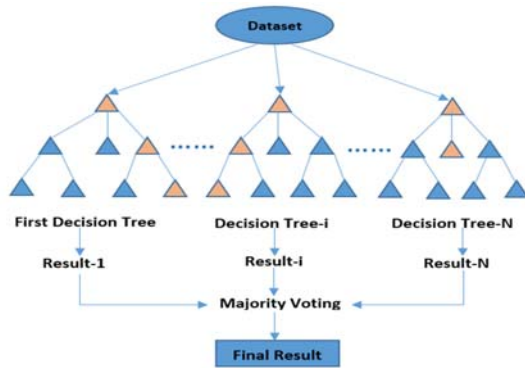 Dataset
First Decision Tree
Decision Tree-i
Decision Tree-N
Result-1
Result-i
Result-N
Majority Voting
Final Result